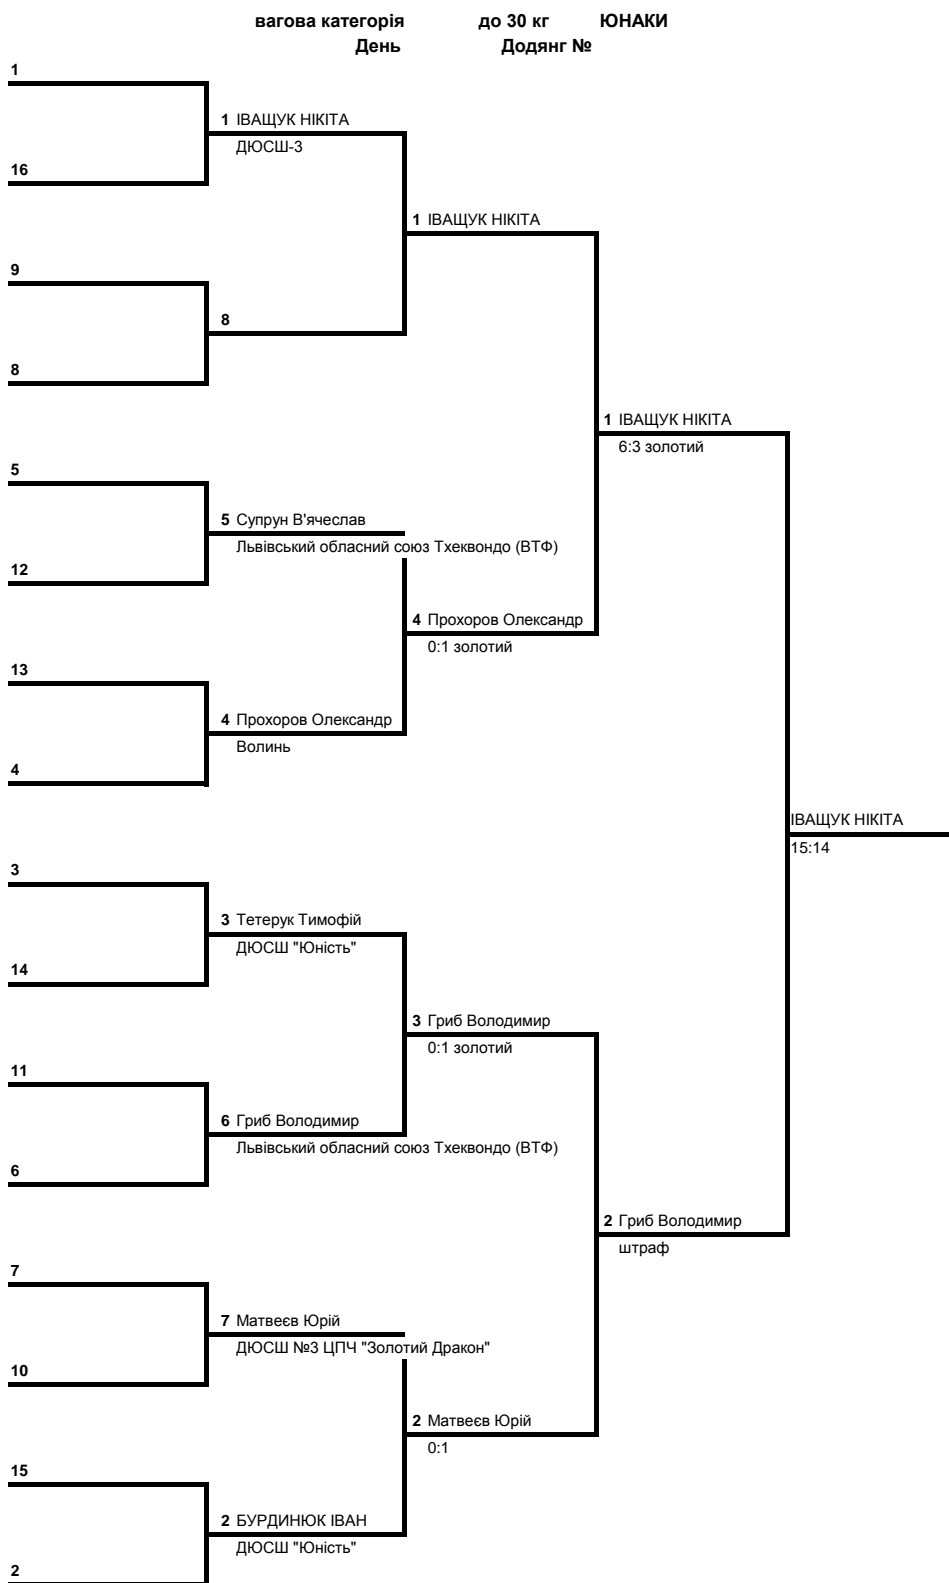 вагова категорія до 30 кг ЮНАКИ
День Додянг №
1
1 ІВАЩУК НІКІТА
ДЮСШ-3
16
1 ІВАЩУК НІКІТА
9
8
8
1 ІВАЩУК НІКІТА
6:3 золотий
5
5 Супрун В'ячеслав
Львівський обласний союз Тхеквондо (ВТФ)
12
4 Прохоров Олександр
0:1 золотий
13
4 Прохоров Олександр
Волинь
4
ІВАЩУК НІКІТА
15:14
3
3 Тетерук Тимофій
ДЮСШ "Юність"
14
3 Гриб Володимир
0:1 золотий
11
6 Гриб Володимир
Львівський обласний союз Тхеквондо (ВТФ)
6
2 Гриб Володимир
штраф
7
7 Матвеєв Юрій
ДЮСШ №3 ЦПЧ "Золотий Дракон"
10
2 Матвеєв Юрій
0:1
15
2 БУРДИНЮК ІВАН
ДЮСШ "Юність"
2